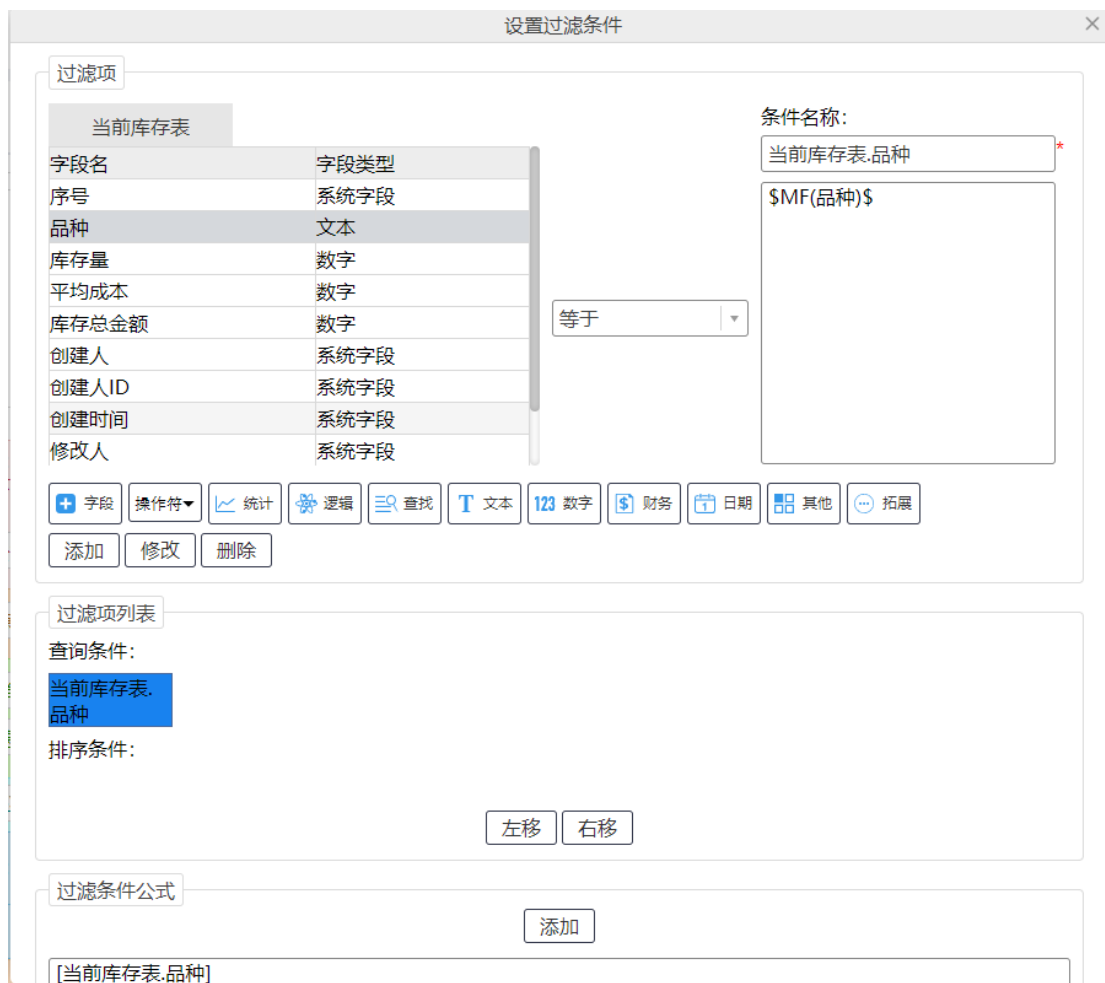 设置过滤条件
过滤项
当前库存表
条件名称:
当前库存表.品种
*
$MF(品种)$
字段名 字段类型
序号 系统字段
品种 文本
库存量 数字
平均成本 数字
库存总金额 数字
创建人 系统字段
创建人ID 系统字段
创建时间 系统字段
修改人 系统字段
等于
字段 操作符 统计 逻辑 查找 T 文本 123 数字 $ 财务 1 日期 其他 拓展
添加 修改 删除
过滤项列表
查询条件:
当前库存表.
品种
排序条件:
左移 右移
过滤条件公式
添加
[当前库存表.品种]